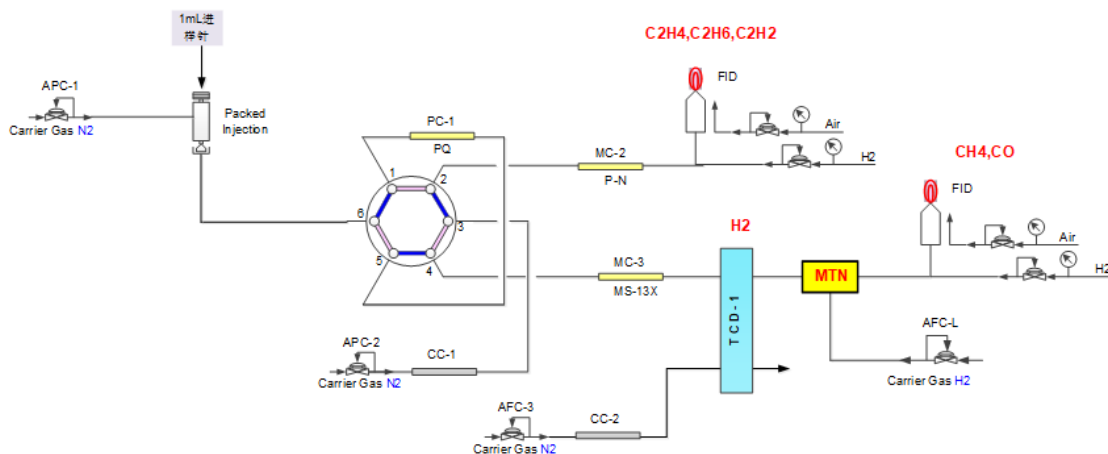 1mL进
样针
C2H4,C2H6,C2H2
FID
APC-1
Carrier Gas N2
Packed
Injection
PC-1
PQ
Air
H2
MC-2
P-N
CH4,CO
FID
1
2
3
4
5
6
H2
Air
MC-3
MS-13X
TCD-1
MTN
H2
APC-2
CC-1
Carrier Gas N2
AFC-L
Carrier Gas H2
AFC-3
CC-2
Carrier Gas N2